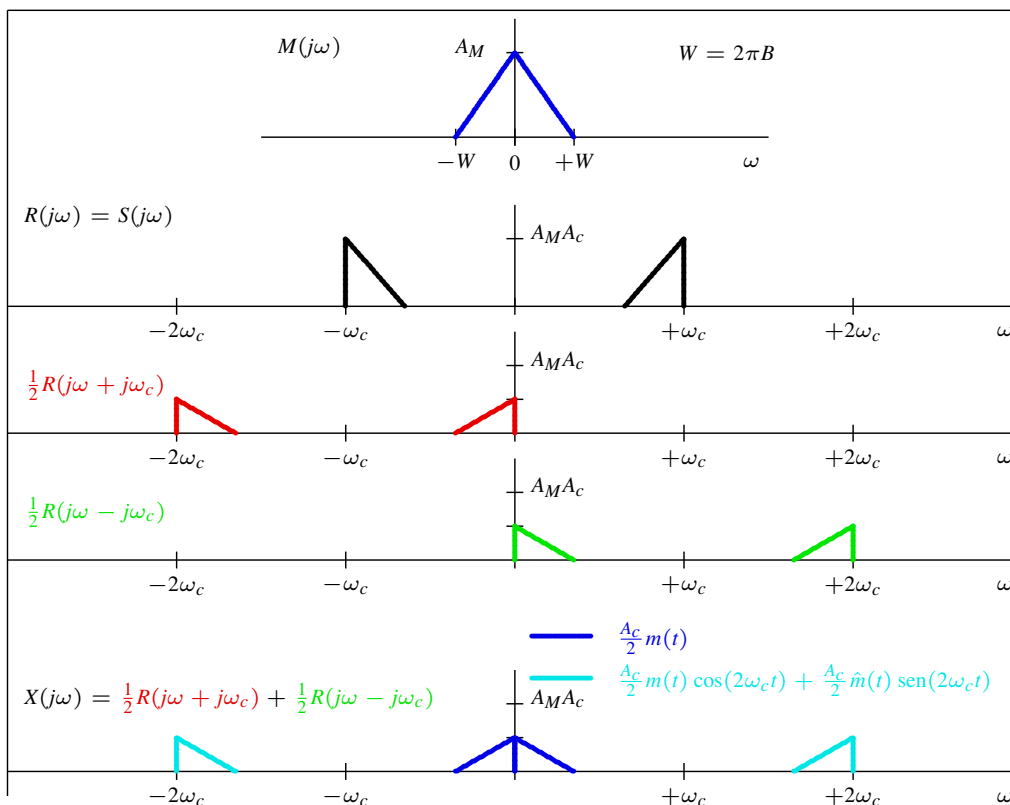 M(jω) A_M W = 2πB
−W 0 +W ω
R(jω) = S(jω) A_M A_c
−2ω_c −ω_c +ω_c +2ω_c ω
½R(jω + jω_c) A_M A_c
−2ω_c −ω_c +ω_c +2ω_c ω
½R(jω − jω_c) A_M A_c
−2ω_c −ω_c +ω_c +2ω_c ω
A_c/2 m(t)
A_c/2 m(t) cos(2ω_c t) + A_c/2 m̂(t) sen(2ω_c t)
X(jω) = ½R(jω + jω_c) + ½R(jω − jω_c) A_M A_c
−2ω_c −ω_c +ω_c +2ω_c ω